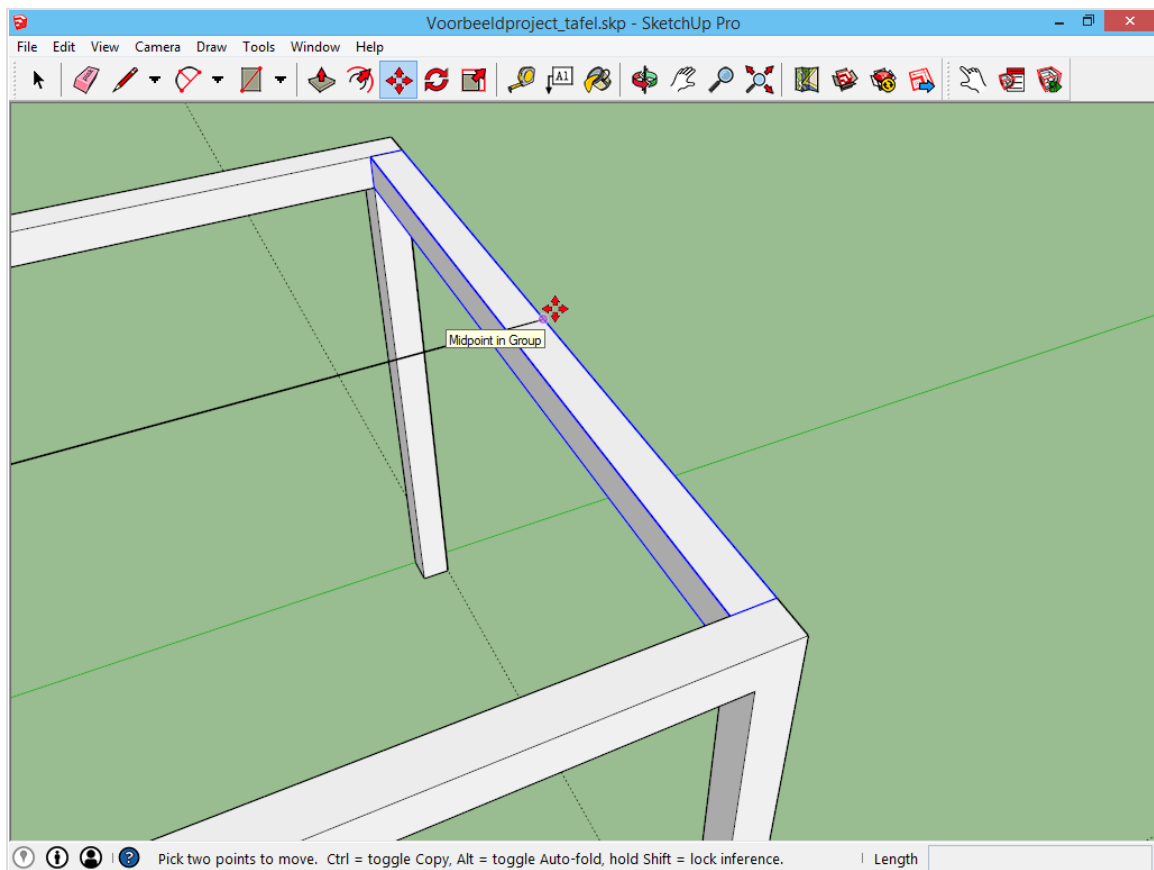 Voorbeeldproject_tafel.skp - SketchUp Pro
File Edit View Camera Draw Tools Window Help
A1
Midpoint in Group
Pick two points to move. Ctrl = toggle Copy, Alt = toggle Auto-fold, hold Shift = lock inference. Length